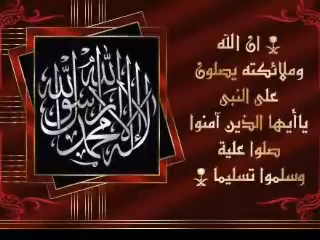 ان الله
وملائكته يصلون
على النبى
ياأيها الذين آمنوا
صلوا علية
وسلموا تسليما
لا إله إلا الله محمد رسول الله